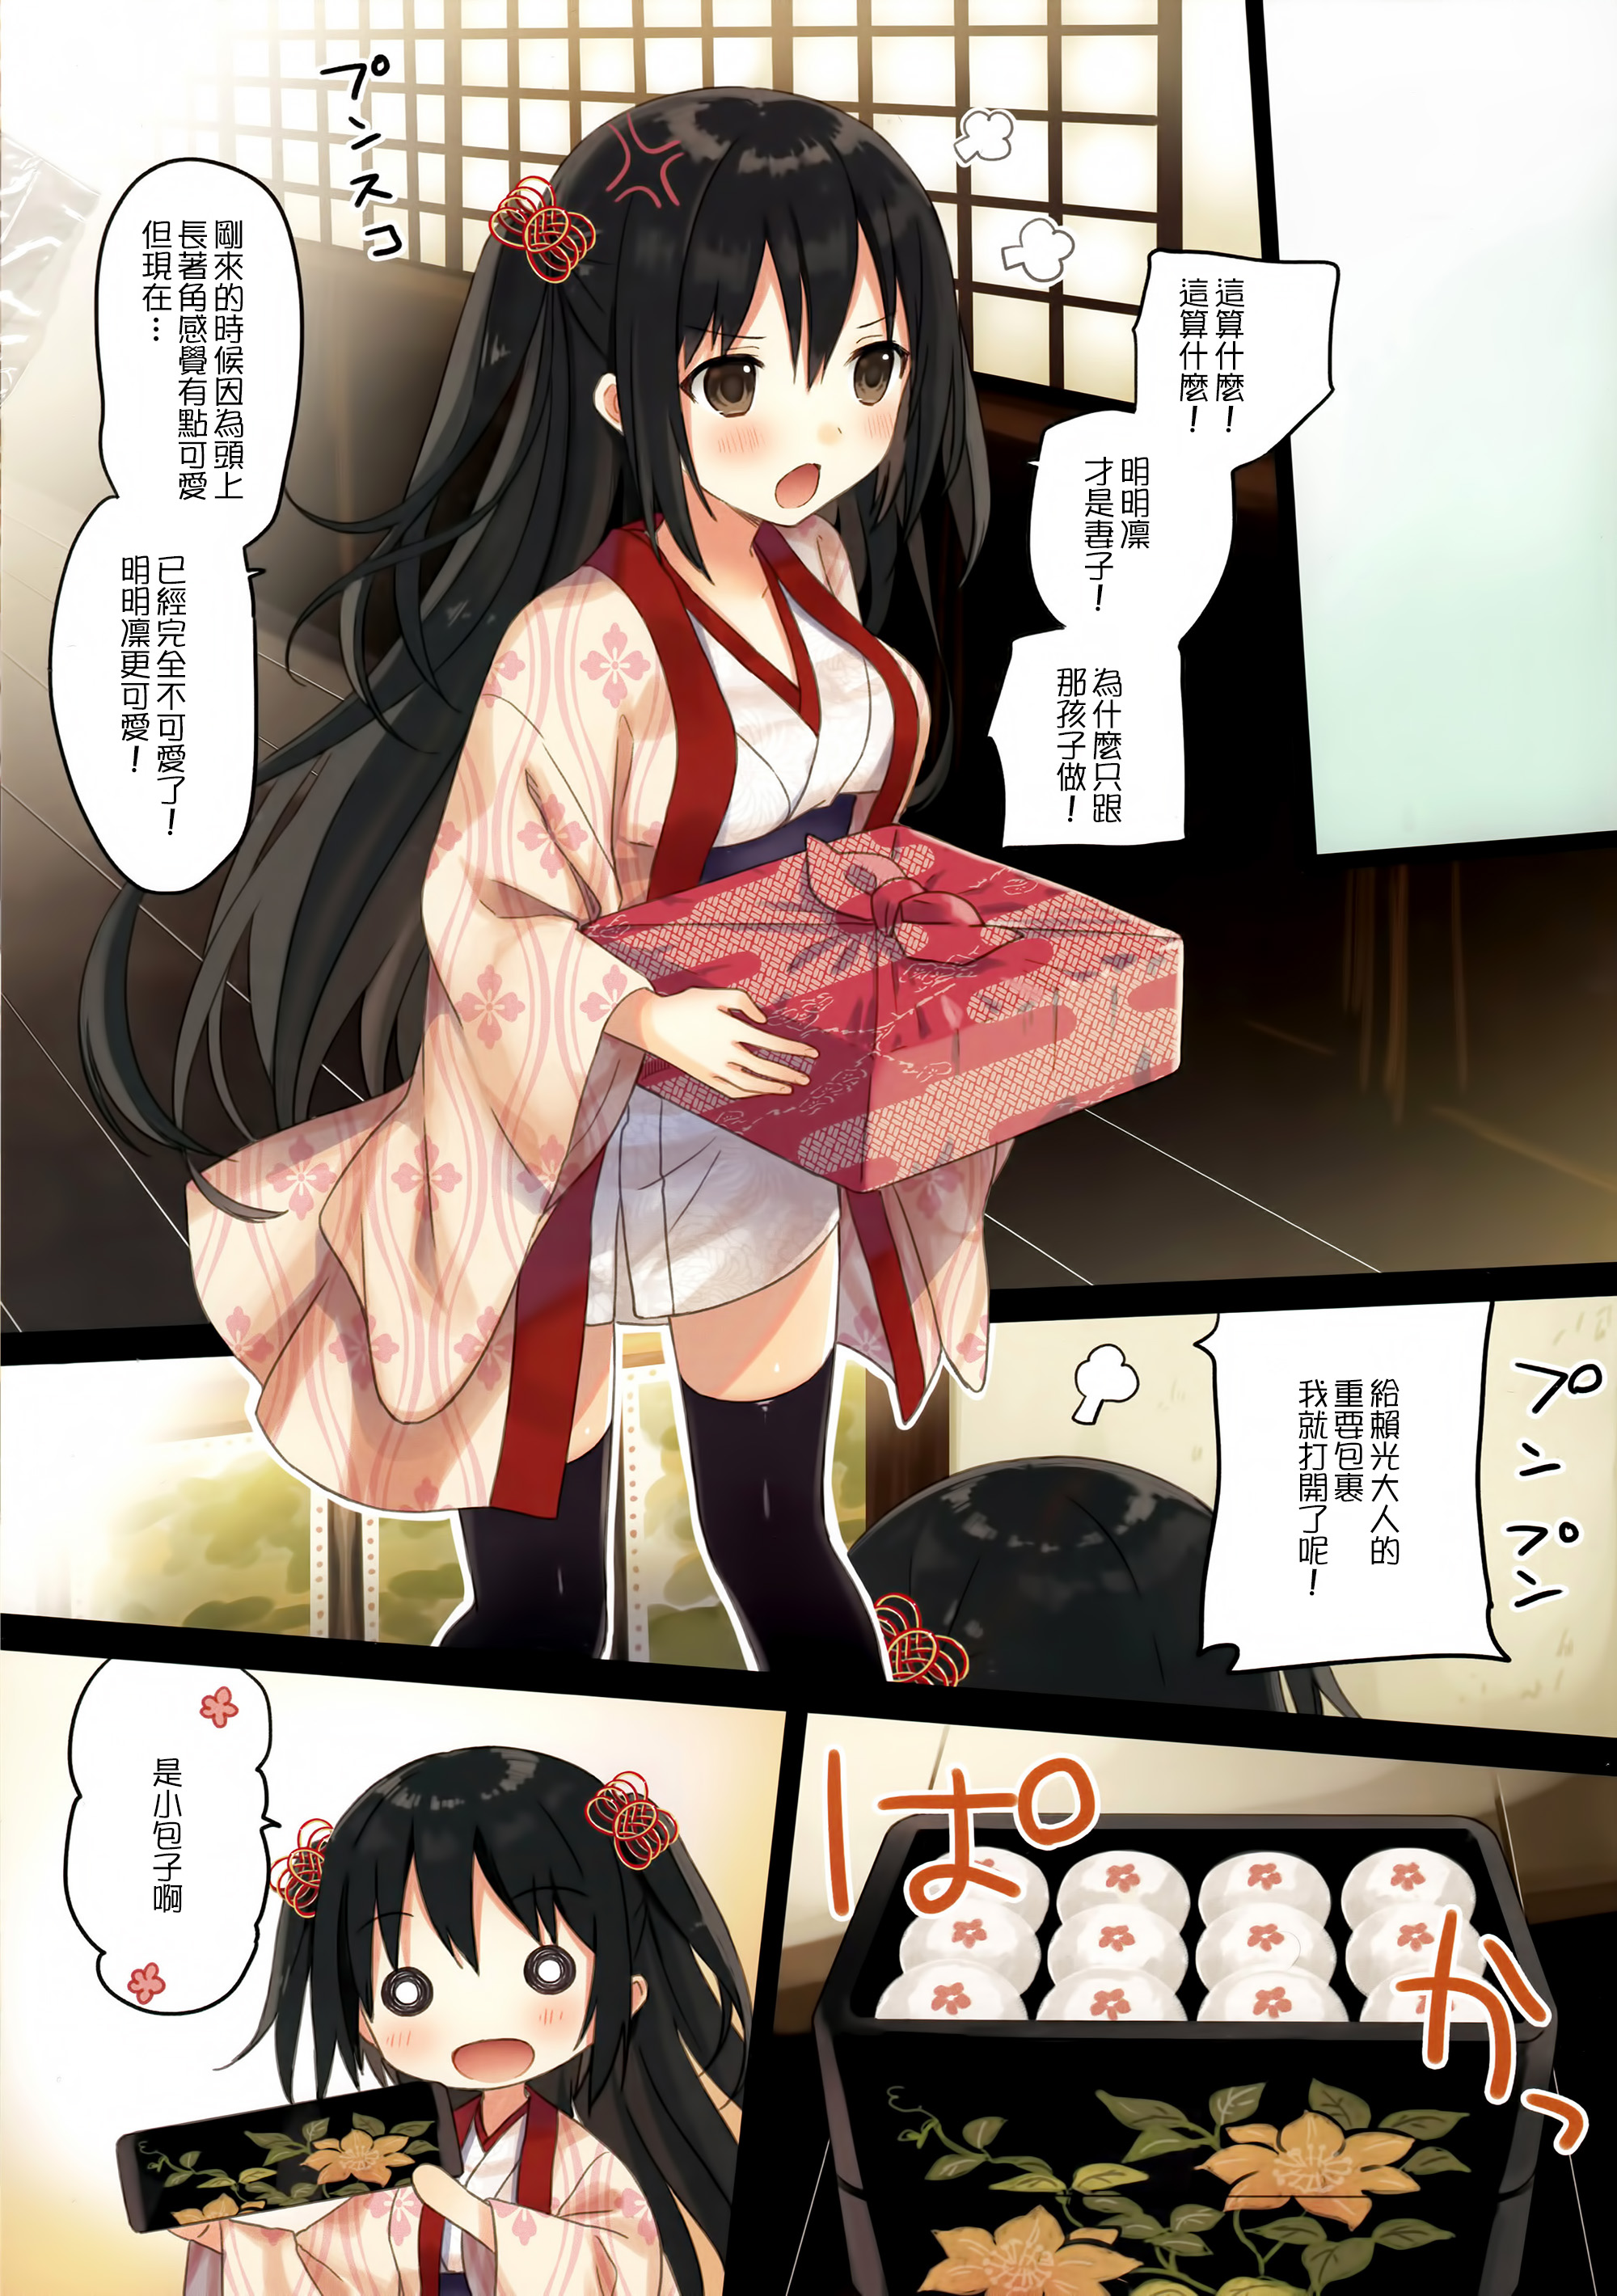 這算什麼！
這算什麼！
明明凛
才是妻子！
為什麼只跟
那孩子做！
プンスコ
剛來的時候因為頭上
長著角感覺有點可愛
但現在…
已經完全不可愛了！
明明凛更可愛！
プンプン
給賴光大人的
重要包裹
我就打開了呢！
ぱかっ
是小包子啊